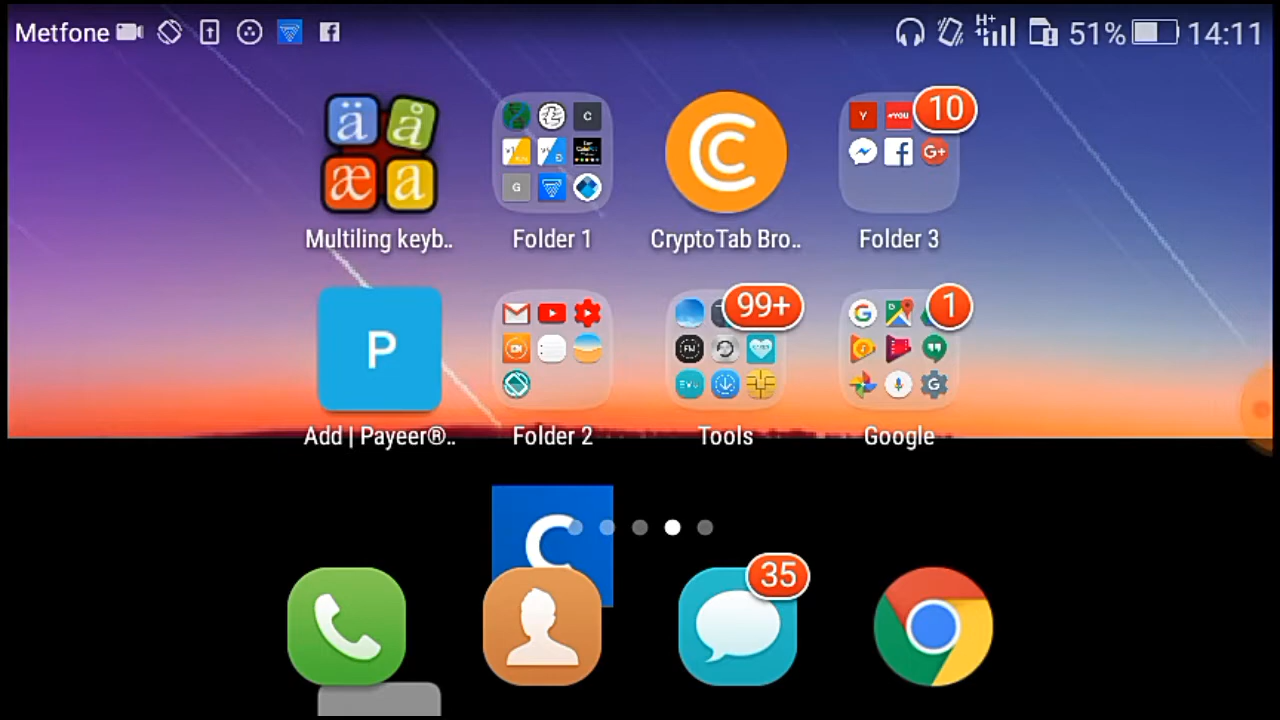 Metfone
H+
51%
14:11
ä å
æ a
10
Multiling keyb..
Folder 1
CryptoTab Bro..
Folder 3
P
99+
1
Add | Payeer®..
Folder 2
Tools
Google
35